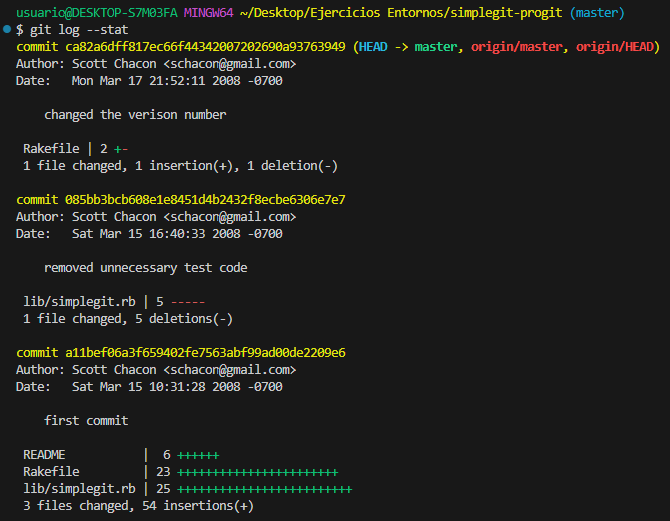 usuario@DESKTOP-S7M03FA MINGW64 ~/Desktop/Ejercicios Entornos/simplegit-progit (master)
$ git log --stat
commit ca82a6dff817ec66f44342007202690a93763949 (HEAD -> master, origin/master, origin/HEAD)
Author: Scott Chacon <schacon@gmail.com>
Date:   Mon Mar 17 21:52:11 2008 -0700

    changed the verison number

 Rakefile | 2 +-
 1 file changed, 1 insertion(+), 1 deletion(-)

commit 085bb3bcb608e1e8451d4b2432f8ecbe6306e7e7
Author: Scott Chacon <schacon@gmail.com>
Date:   Sat Mar 15 16:40:33 2008 -0700

    removed unnecessary test code

 lib/simplegit.rb | 5 -----
 1 file changed, 5 deletions(-)

commit a11bef06a3f659402fe7563abf99ad00de2209e6
Author: Scott Chacon <schacon@gmail.com>
Date:   Sat Mar 15 10:31:28 2008 -0700

    first commit

 README           |  6 ++++++
 Rakefile         | 23 +++++++++++++++++++++++
 lib/simplegit.rb | 25 +++++++++++++++++++++++++
 3 files changed, 54 insertions(+)